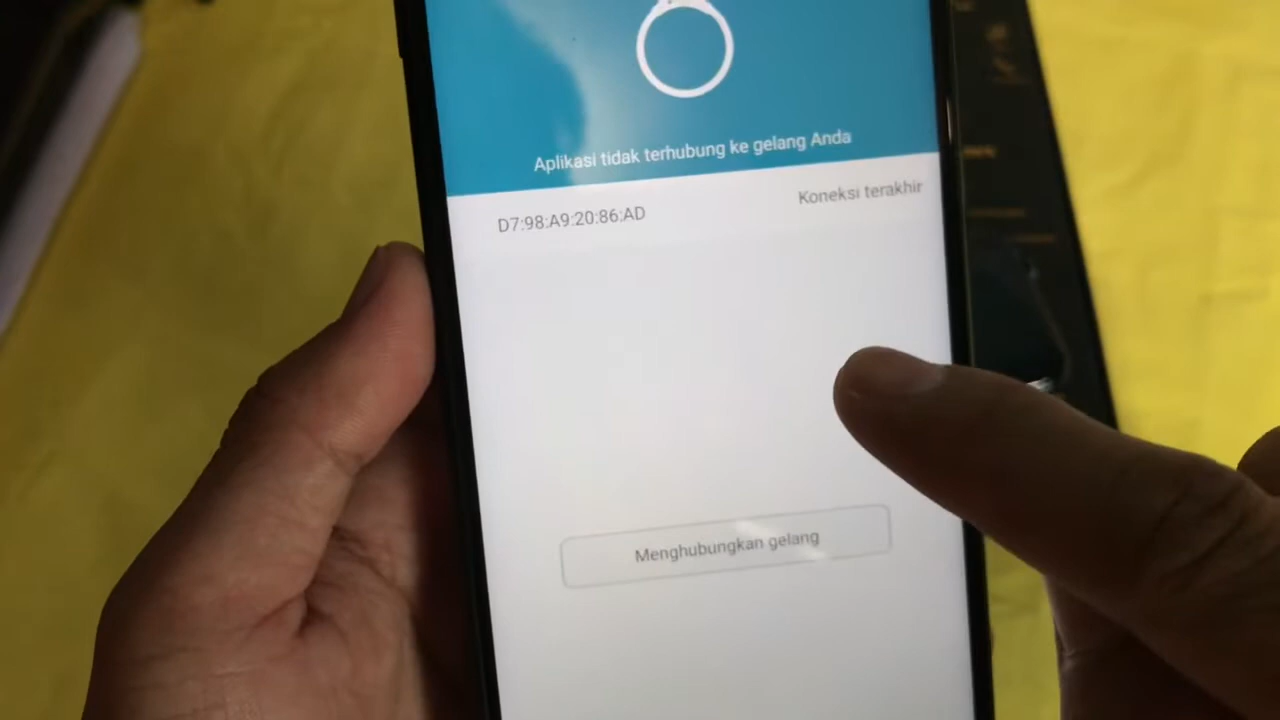 Aplikasi tidak terhubung ke gelang Anda
D7:98:A9:20:86:AD
Koneksi terakhir
Menghubungkan gelang